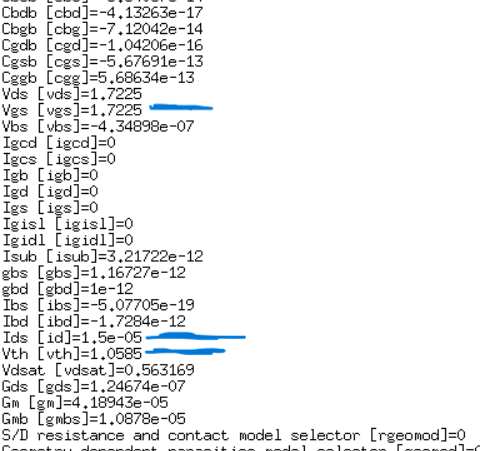 Cbdb [cbd]=-4.13263e-17
Cbgb [cbg]=-7.12042e-14
Cgdb [cgd]=-1.04206e-16
Cgsb [cgs]=-5.67691e-13
Cggb [cgg]=5.68634e-13
Vds [vds]=1.7225
Vgs [vgs]=1.7225
Vbs [vbs]=-4.34898e-07
Igcd [igcd]=0
Igcs [igcs]=0
Igb [igb]=0
Igd [igd]=0
Igs [igs]=0
Igisl [igisl]=0
Igidl [igidl]=0
Isub [isub]=3.21722e-12
gbs [gbs]=1.16727e-12
gbd [gbd]=1e-12
Ibs [ibs]=-5.07705e-19
Ibd [ibd]=-1.7284e-12
Ids [id]=1.5e-05
Vth [vth]=1.0585
Vdsat [vdsat]=0.563169
Gds [gds]=1.24674e-07
Gm [gm]=4.18943e-05
Gmb [gmbs]=1.0878e-05
S/D resistance and contact model selector [rgeomod]=0